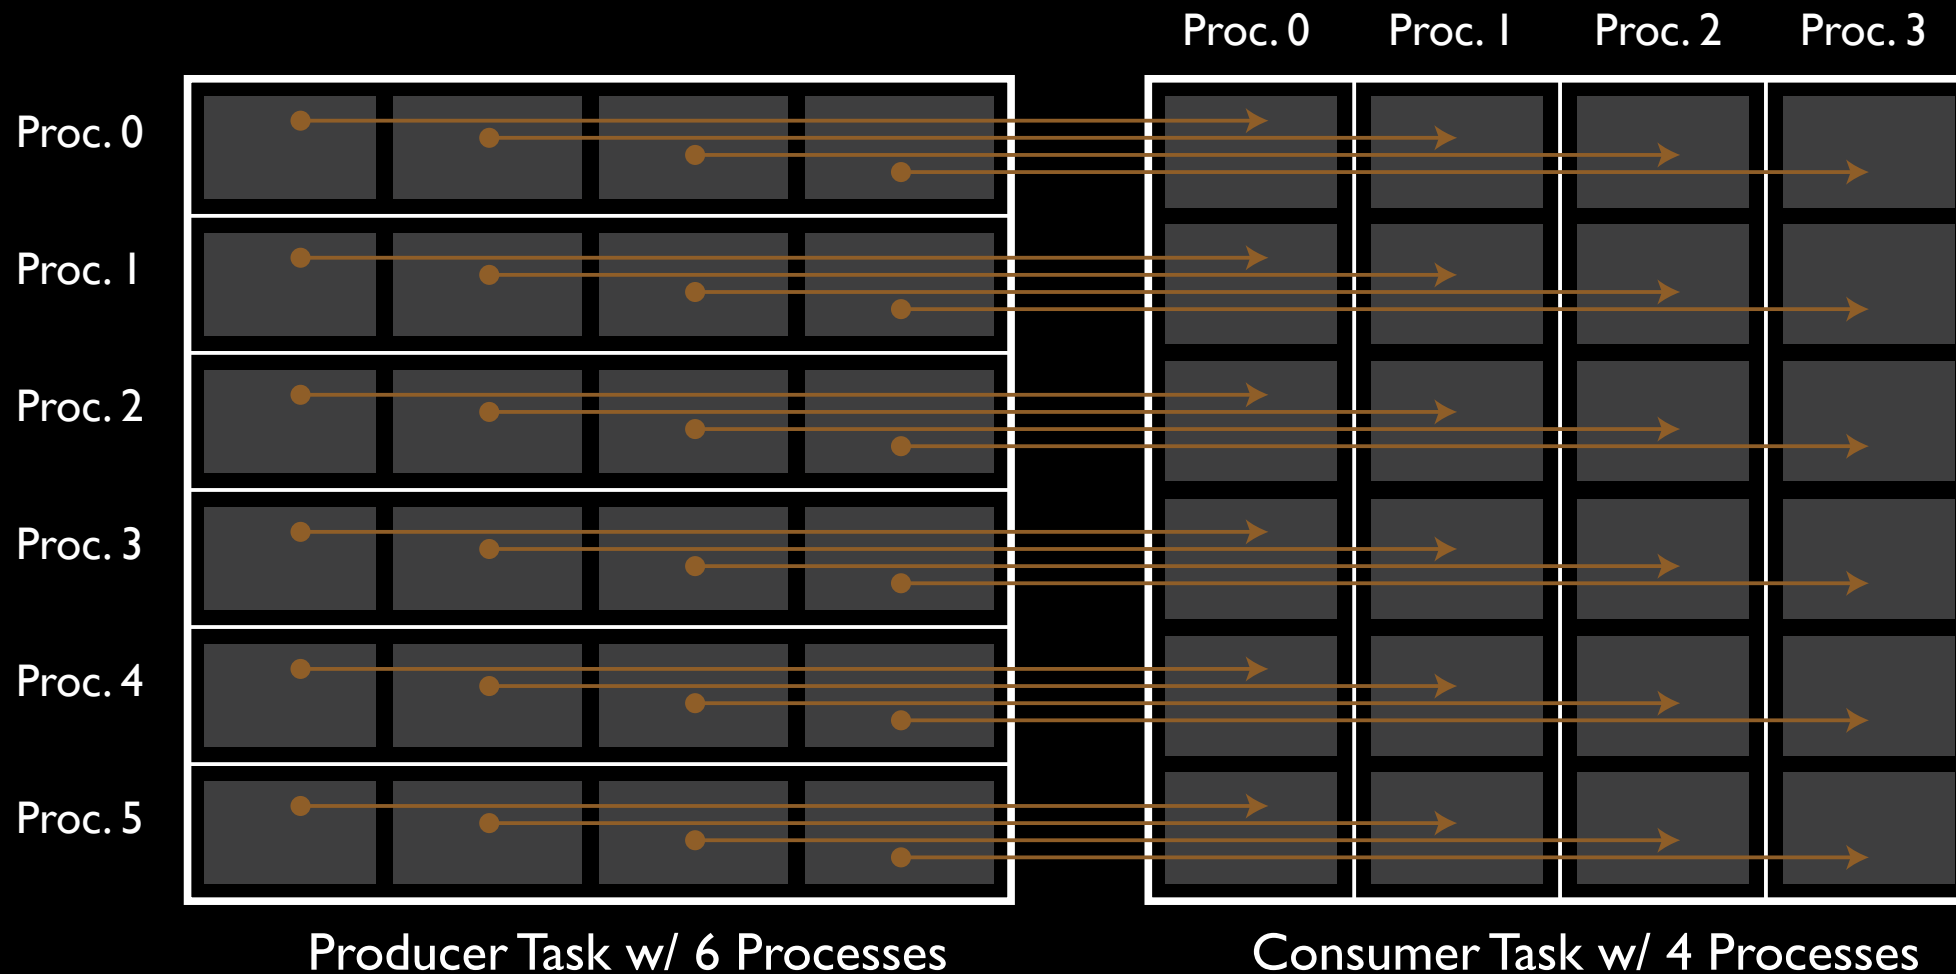 Proc. 0 Proc. 1 Proc. 2 Proc. 3
Proc. 0
Proc. 1
Proc. 2
Proc. 3
Proc. 4
Proc. 5
Producer Task w/ 6 Processes
Consumer Task w/ 4 Processes